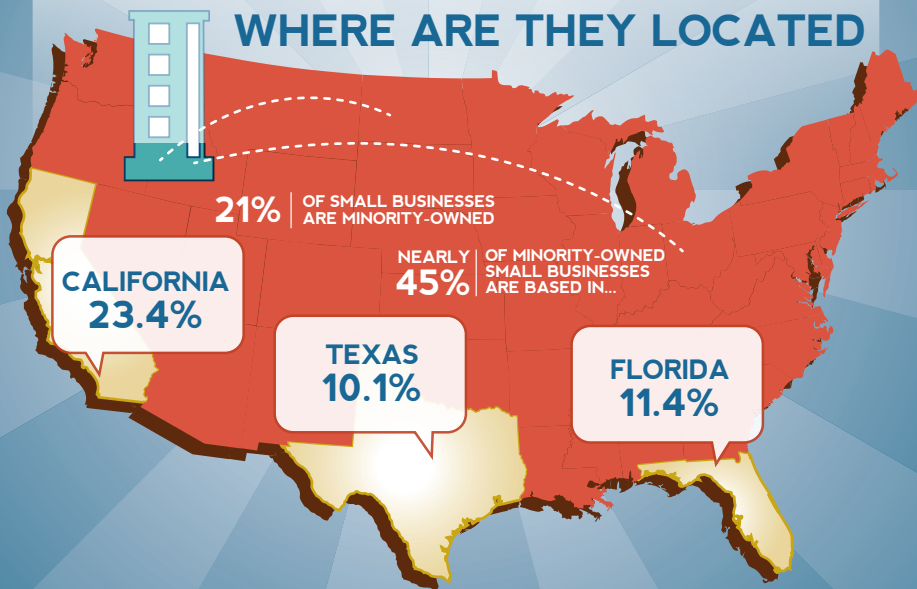 WHERE ARE THEY LOCATED
21%
OF SMALL BUSINESSES
ARE MINORITY-OWNED
NEARLY
45%
OF MINORITY-OWNED
SMALL BUSINESSES
ARE BASED IN...
CALIFORNIA
23.4%
TEXAS
10.1%
FLORIDA
11.4%